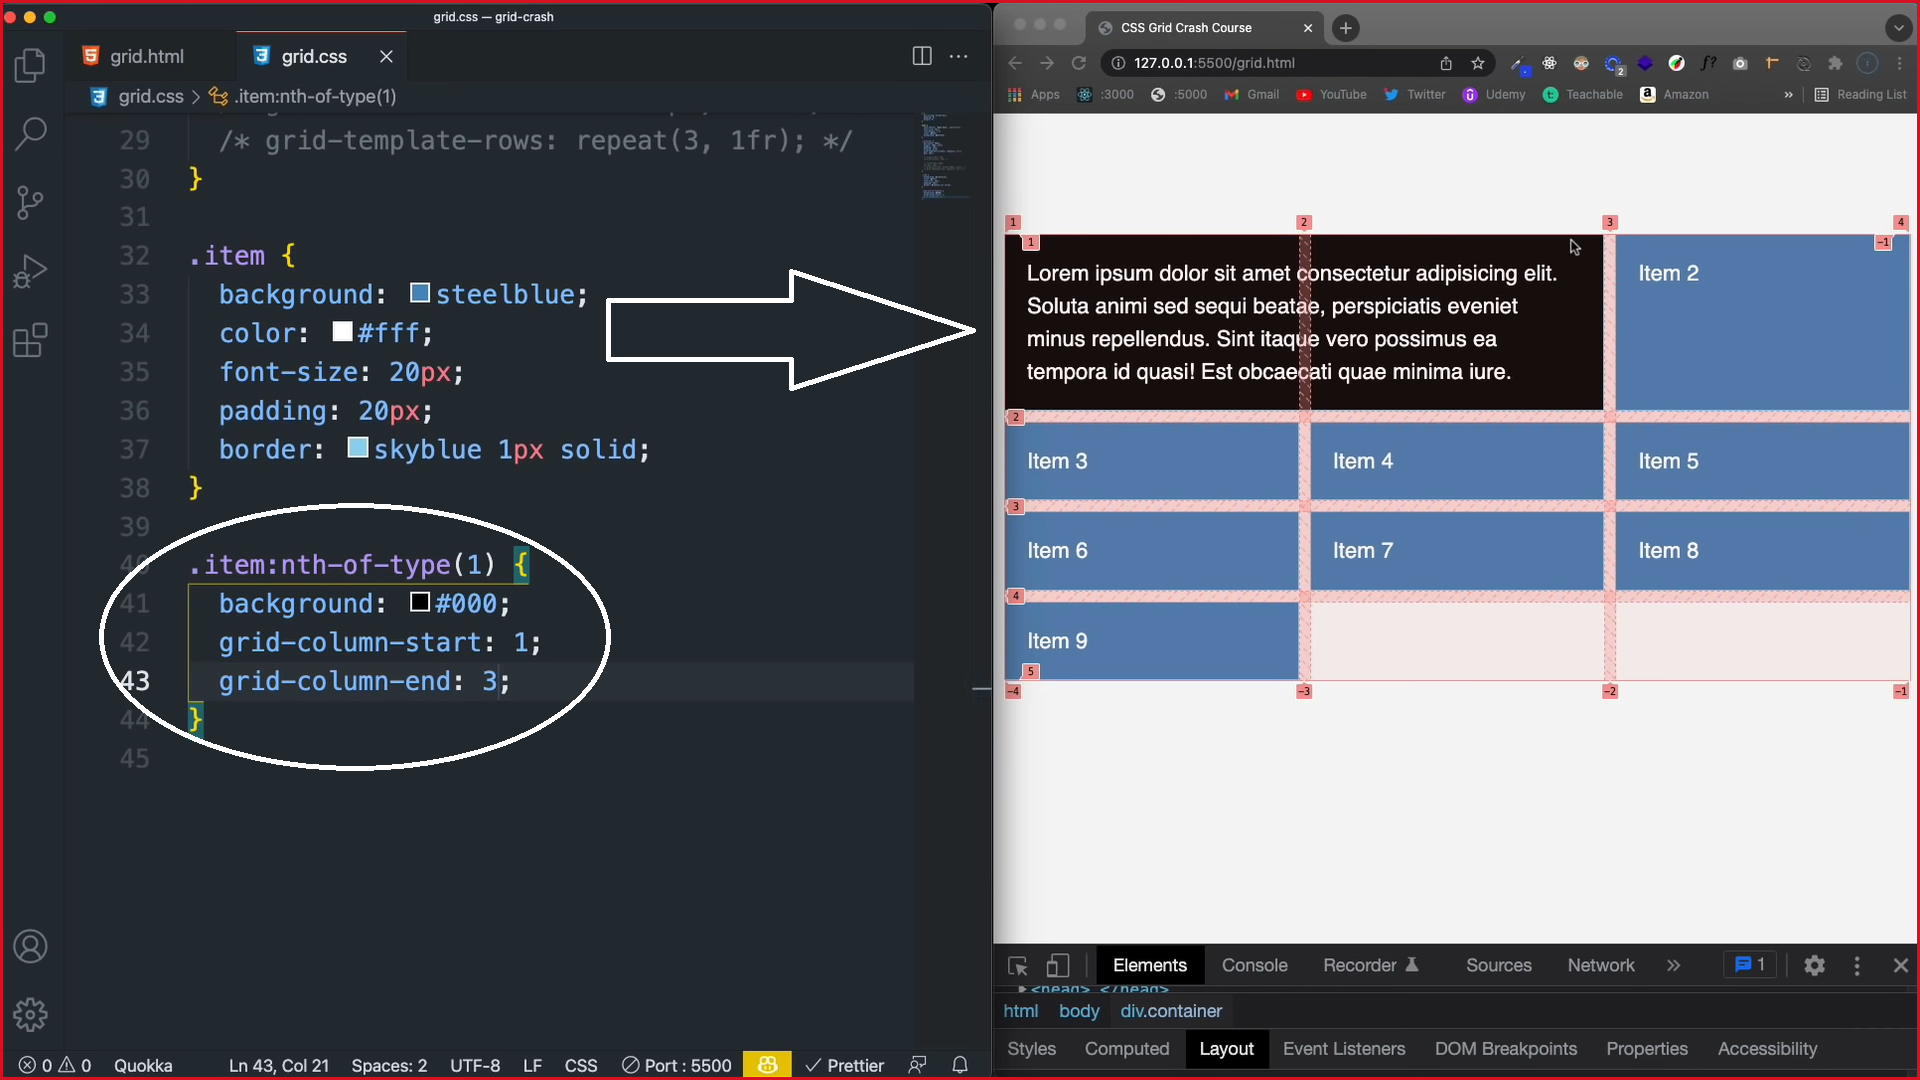 grid.css — grid-crash
grid.html
grid.css
grid.css > .item:nth-of-type(1)
29 /* grid-template-rows: repeat(3, 1fr); */
30 }
31
32 .item {
33 background: steelblue;
34 color: #fff;
35 font-size: 20px;
36 padding: 20px;
37 border: skyblue 1px solid;
38 }
39
40 .item:nth-of-type(1) {
41 background: #000;
42 grid-column-start: 1;
43 grid-column-end: 3;
44 }
45
0 0 Quokka Ln 43, Col 21 Spaces: 2 UTF-8 LF CSS Port : 5500 Prettier
CSS Grid Crash Course
127.0.0.1:5500/grid.html
2
f?
Apps :3000 :5000 Gmail YouTube Twitter Udemy Teachable Amazon » Reading List
1 2 3 4
1 -1
Lorem ipsum dolor sit amet consectetur adipisicing elit.
Soluta animi sed sequi beatae, perspiciatis eveniet
minus repellendus. Sint itaque vero possimus ea
tempora id quasi! Est obcaecati quae minima iure.
Item 2
2
Item 3 Item 4 Item 5
3
Item 6 Item 7 Item 8
4
Item 9
5
-4 -3 -2 -1
Elements Console Recorder Sources Network » 1
<head> </head>
html body div.container
Styles Computed Layout Event Listeners DOM Breakpoints Properties Accessibility